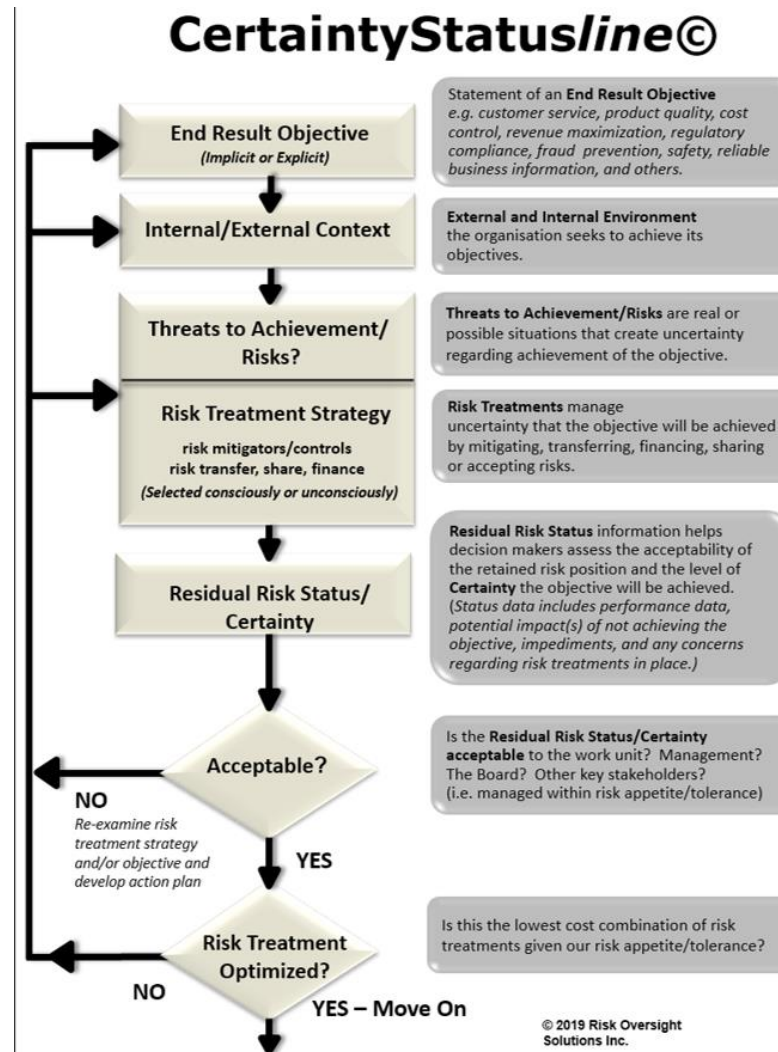 CertaintyStatusline©
End Result Objective
(Implicit or Explicit)
Statement of an End Result Objective
e.g. customer service, product quality, cost
control, revenue maximization, regulatory
compliance, fraud prevention, safety, reliable
business information, and others.
Internal/External Context
External and Internal Environment
the organisation seeks to achieve its
objectives.
Threats to Achievement/
Risks?
Threats to Achievement/Risks are real or
possible situations that create uncertainty
regarding achievement of the objective.
Risk Treatment Strategy
risk mitigators/controls
risk transfer, share, finance
(Selected consciously or unconsciously)
Risk Treatments manage
uncertainty that the objective will be achieved
by mitigating, transferring, financing, sharing
or accepting risks.
Residual Risk Status/
Certainty
Residual Risk Status information helps
decision makers assess the acceptability of
the retained risk position and the level of
Certainty the objective will be achieved.
(Status data includes performance data,
potential impact(s) of not achieving the
objective, impediments, and any concerns
regarding risk treatments in place.)
Acceptable?
Is the Residual Risk Status/Certainty
acceptable to the work unit? Management?
The Board? Other key stakeholders?
(i.e. managed within risk appetite/tolerance)
NO
Re-examine risk
treatment strategy
and/or objective and
develop action plan
YES
Risk Treatment
Optimized?
Is this the lowest cost combination of risk
treatments given our risk appetite/tolerance?
NO
YES – Move On
© 2019 Risk Oversight
Solutions Inc.